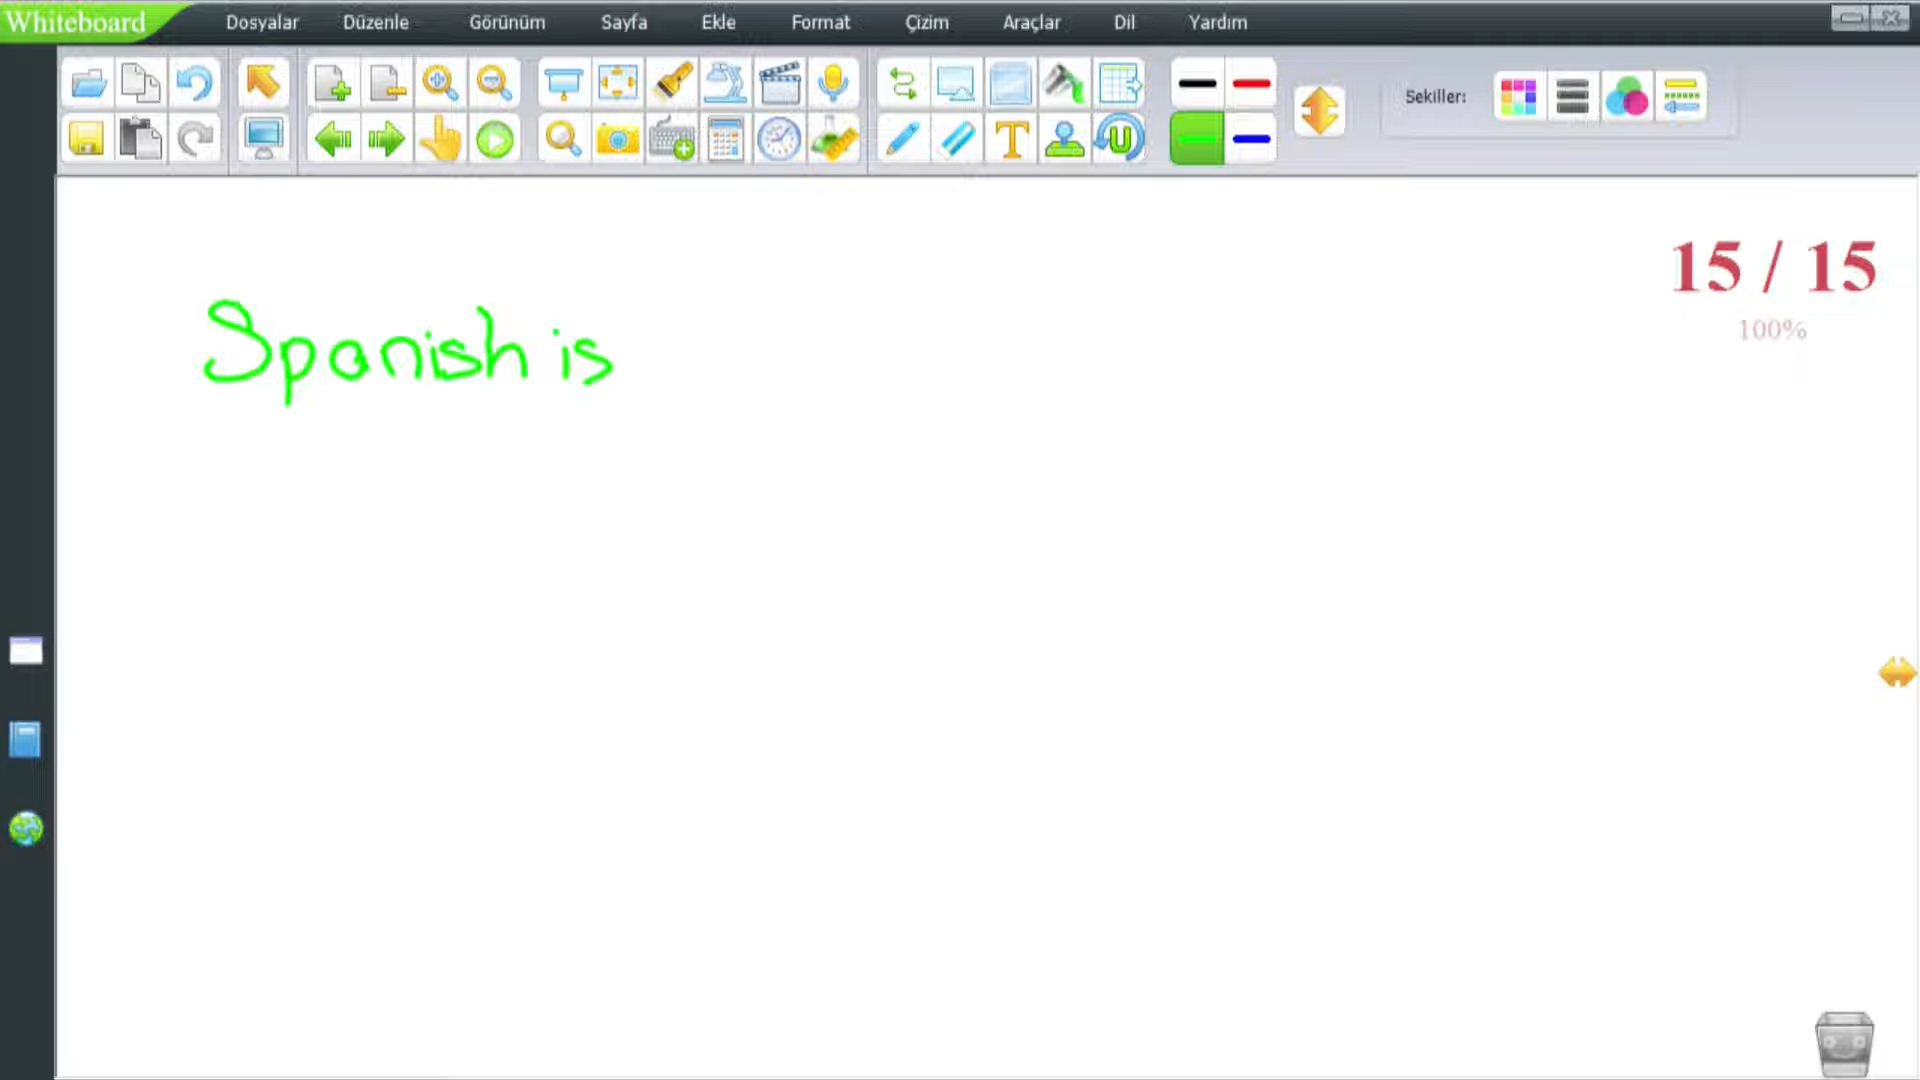 Whiteboard Dosyalar Düzenle Görünüm Sayfa Ekle Format Çizim Araçlar Dil Yardım
Sekiller:
15 / 15
100%
Spanish is